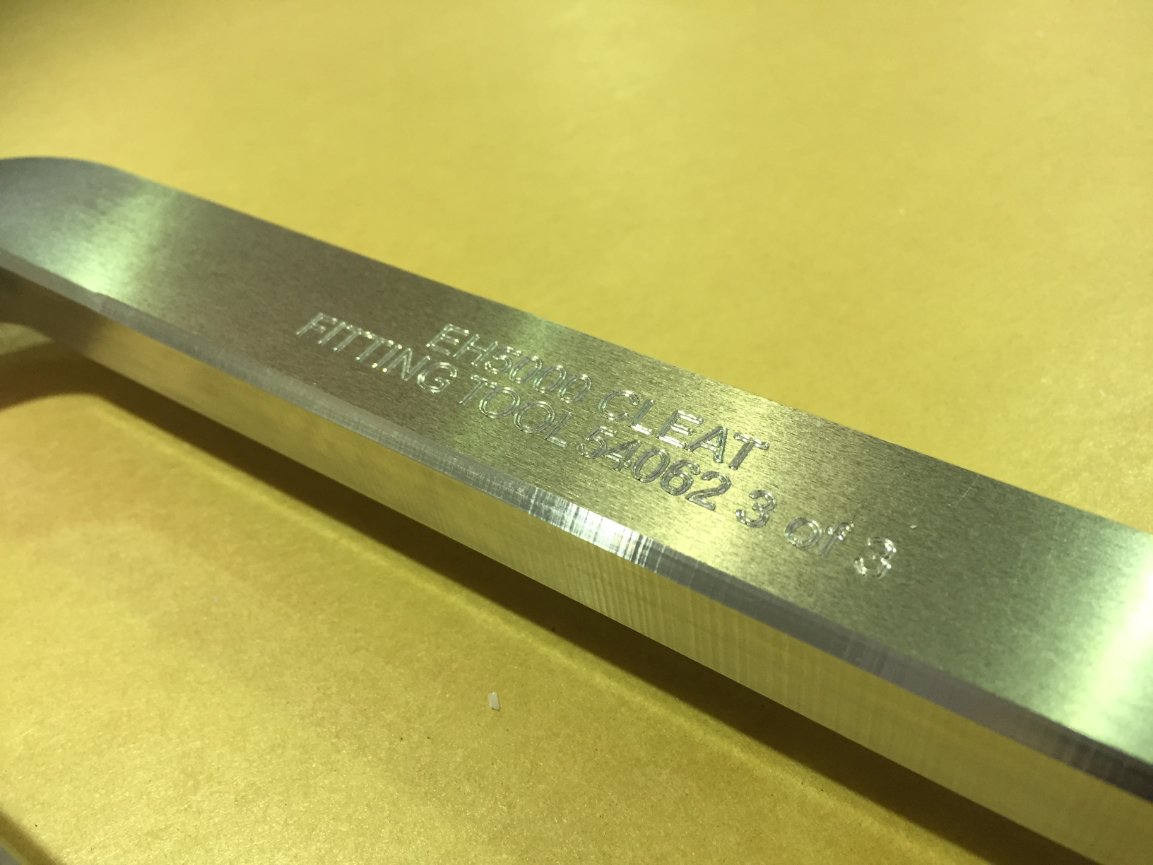 EH5000 CLEAT
FITTING TOOL 54062 3 of 3